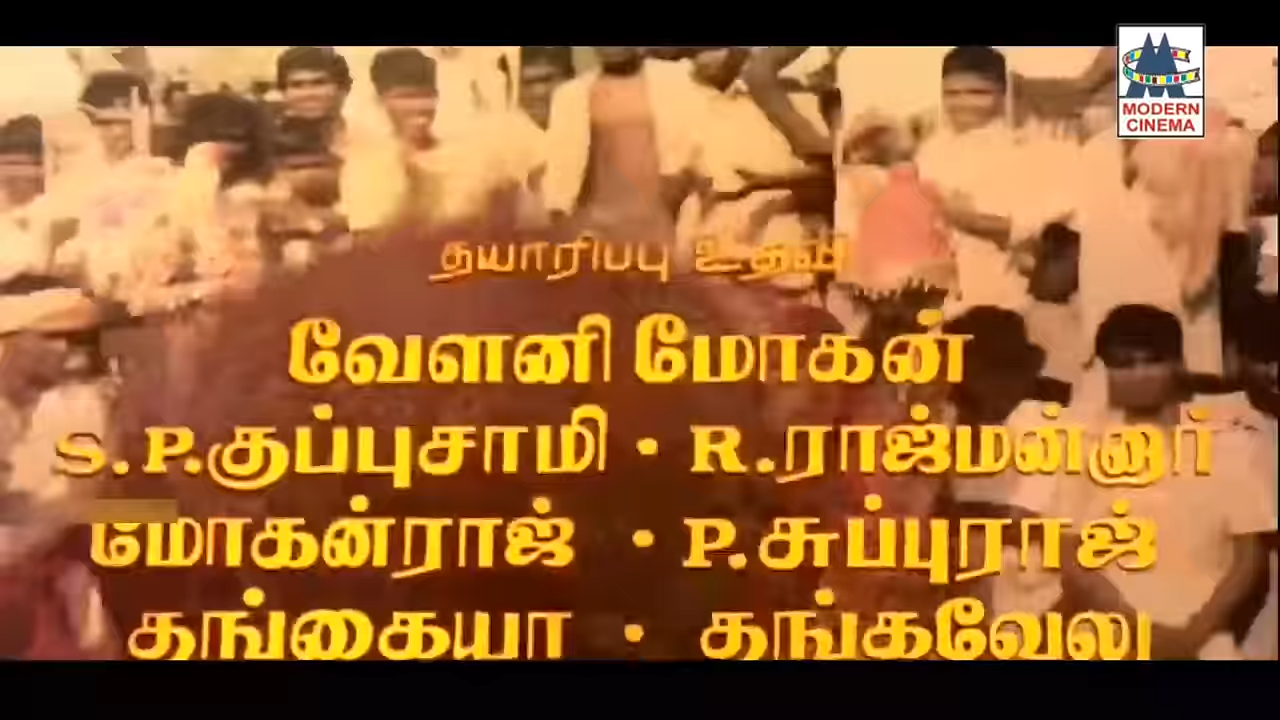 MODERN
CINEMA
தயாரிப்பு உதவி
வேளனி மோகன்
S.P.குப்புசாமி • R.ராஜ்மன்னார்
மோகன்ராஜ் • P.சுப்புராஜ்
தங்கையா • தங்கவேலு